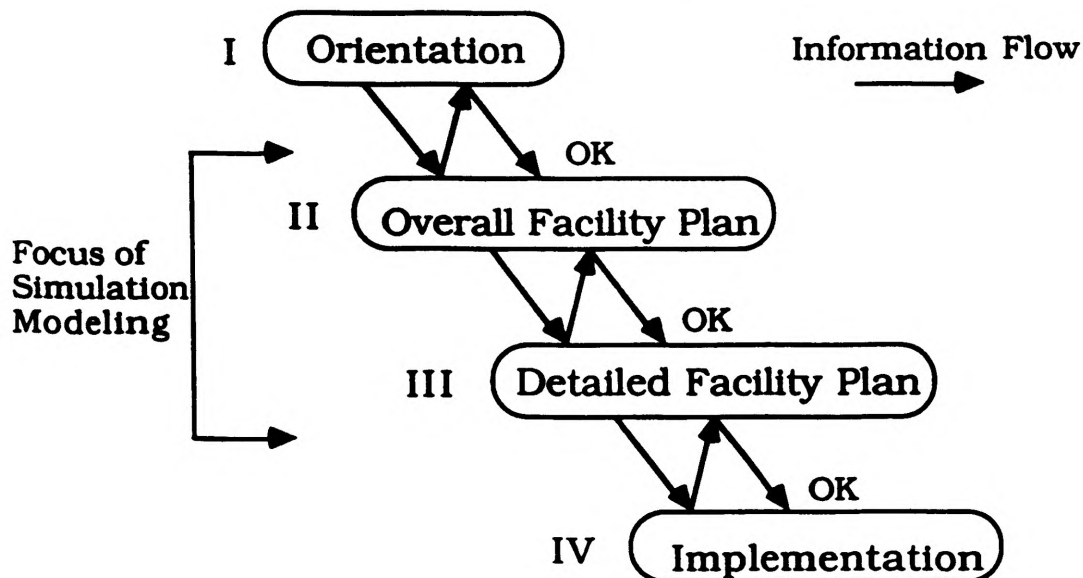 I Orientation
Information Flow
OK
II Overall Facility Plan
Focus of
Simulation
Modeling
OK
III Detailed Facility Plan
OK
IV Implementation